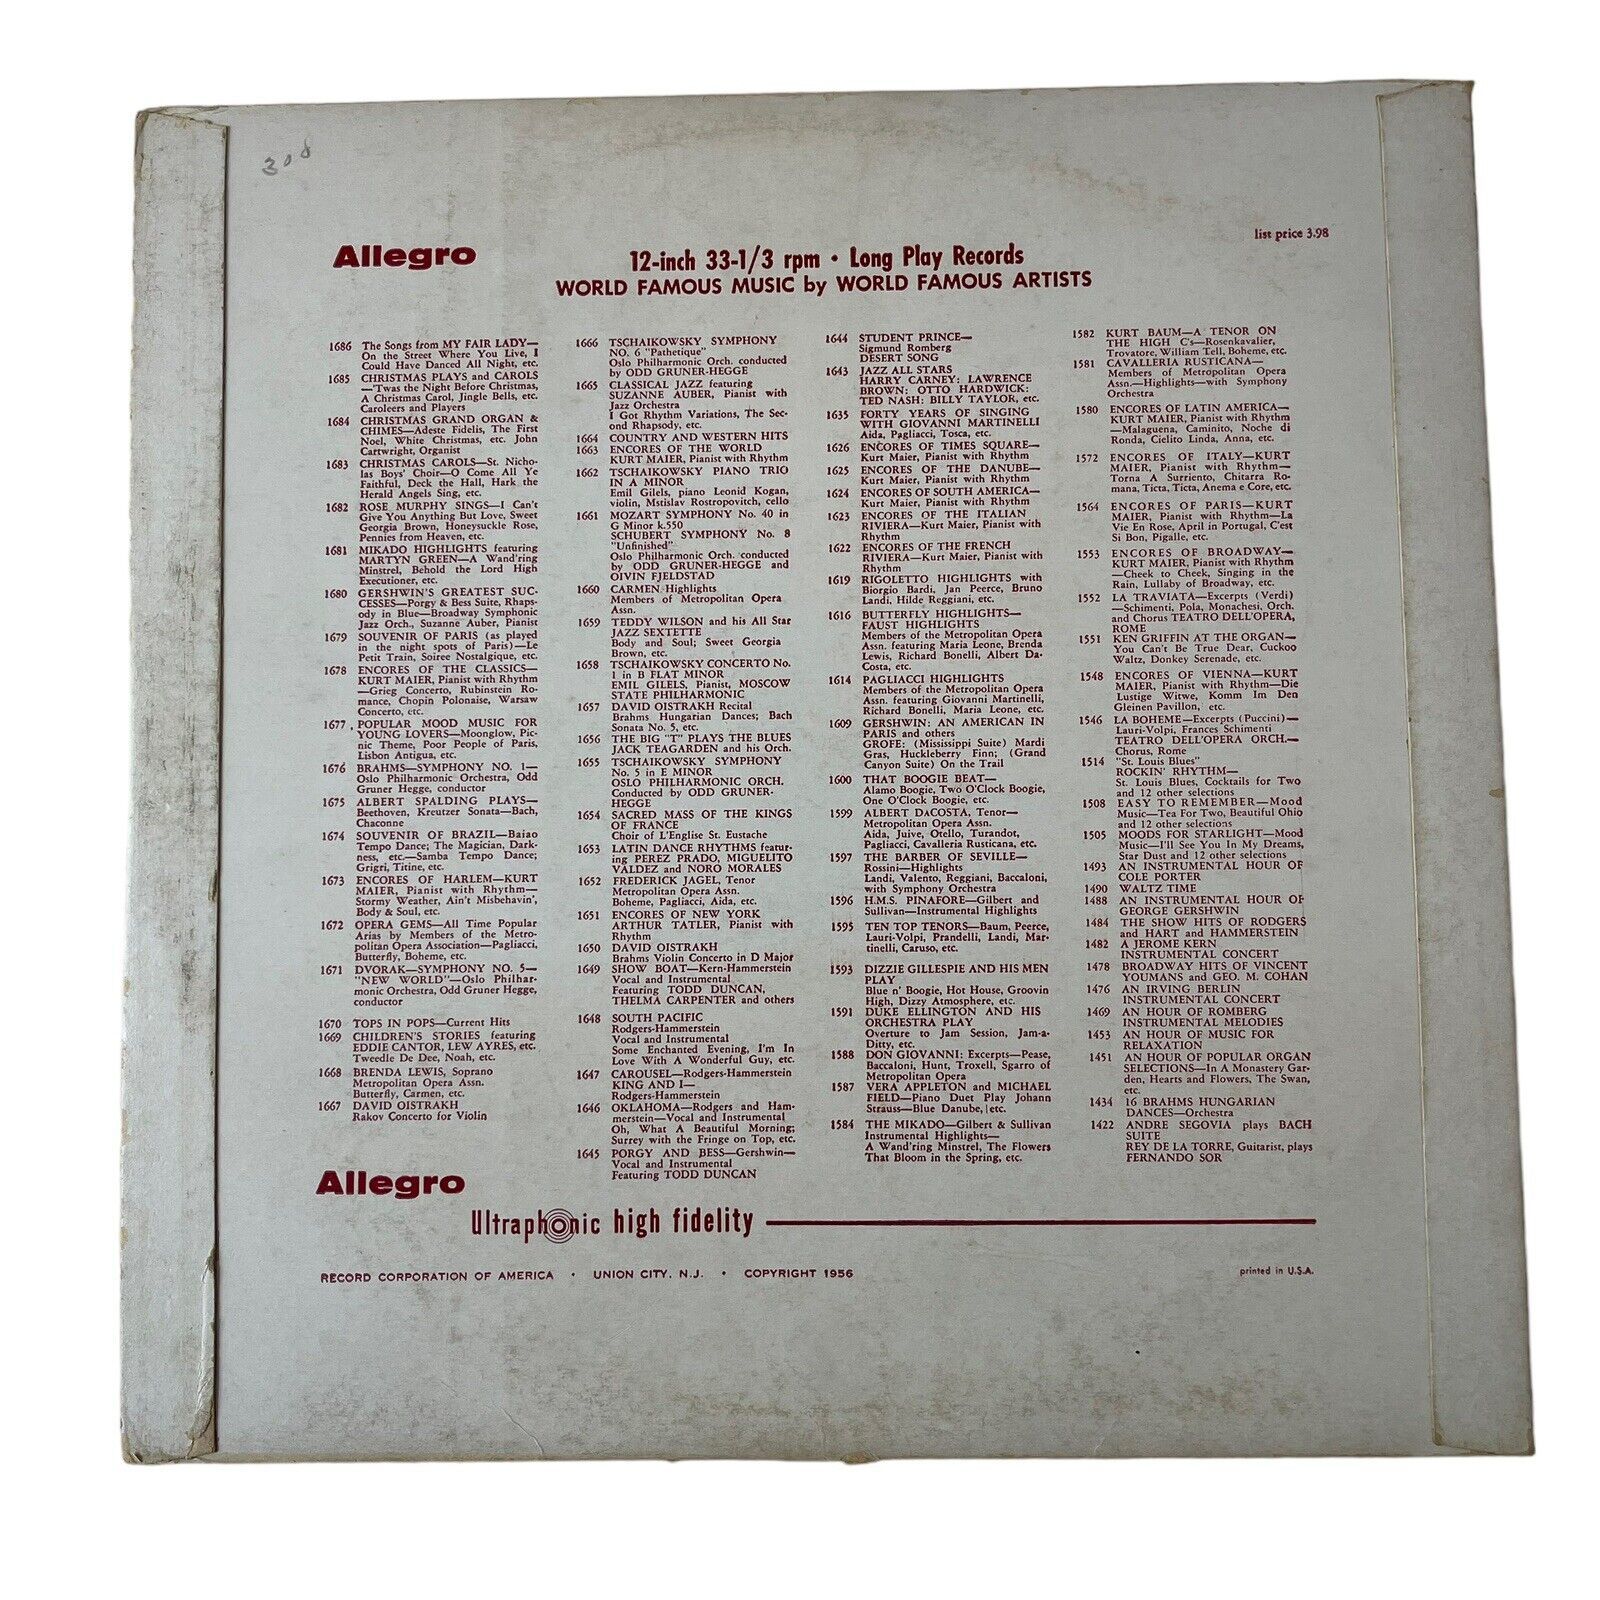 308
list price 3.98
Allegro
12-inch 33-1/3 rpm • Long Play Records
WORLD FAMOUS MUSIC by WORLD FAMOUS ARTISTS
1686 The Songs from MY FAIR LADY—
On the Street Where You Live, I
Could Have Danced All Night, etc.
1685 CHRISTMAS PLAYS and CAROLS
—'Twas the Night Before Christmas,
A Christmas Carol, Jingle Bells, etc.
Caroleers and Players
1684 CHRISTMAS GRAND ORGAN &
CHIMES—Adeste Fidelis, The First
Noel, White Christmas, etc. John
Cartwright, Organist
1683 CHRISTMAS CAROLS—St. Nicho-
las Boys' Choir—O Come All Ye
Faithful, Deck the Hall, Hark the
Herald Angels Sing, etc.
1682 ROSE MURPHY SINGS—I Can't
Give You Anything But Love, Sweet
Georgia Brown, Honeysuckle Rose,
Pennies from Heaven, etc.
1681 MIKADO HIGHLIGHTS featuring
MARTYN GREEN—A Wand'ring
Minstrel, Behold the Lord High
Executioner, etc.
1680 GERSHWIN'S GREATEST SUC-
CESSES—Porgy & Bess Suite, Rhaps-
ody in Blue—Broadway Symphonic
Jazz Orch., Suzanne Auber, Pianist
1679 SOUVENIR OF PARIS (as played
in the night spots of Paris)—Le
Petit Train, Soiree Nostalgique, etc.
1678 ENCORES OF THE CLASSICS—
KURT MAIER, Pianist with Rhythm
—Grieg Concerto, Rubinstein Ro-
mance, Chopin Polonaise, Warsaw
Concerto, etc.
1677 POPULAR MOOD MUSIC FOR
YOUNG LOVERS—Moonglow, Pic-
nic Theme, Poor People of Paris,
Lisbon Antigua, etc.
1676 BRAHMS—SYMPHONY NO. 1—
Oslo Philharmonic Orchestra, Odd
Gruner Hegge, conductor
1675 ALBERT SPALDING PLAYS—
Beethoven, Kreutzer Sonata—Bach,
Chaconne
1674 SOUVENIR OF BRAZIL—Baiao
Tempo Dance; The Magician, Dark-
ness, etc.—Samba Tempo Dance;
Grigri, Titine, etc.
1673 ENCORES OF HARLEM—KURT
MAIER, Pianist with Rhythm—
Stormy Weather, Ain't Misbehavin',
Body & Soul, etc.
1672 OPERA GEMS—All Time Popular
Arias by Members of the Metro-
politan Opera Association—Pagliacci,
Butterfly, Boheme, etc.
1671 DVORAK—SYMPHONY NO. 5—
"NEW WORLD"—Oslo Philhar-
monic Orchestra, Odd Gruner Hegge,
conductor
1670 TOPS IN POPS—Current Hits
1669 CHILDREN'S STORIES featuring
EDDIE CANTOR, LEW AYRES, etc.
Tweedle De Dee, Noah, etc.
1668 BRENDA LEWIS, Soprano
Metropolitan Opera Assn.
Butterfly, Carmen, etc.
1667 DAVID OISTRAKH
Rakov Concerto for Violin
1666 TSCHAIKOWSKY SYMPHONY
NO. 6 "Pathetique"
Oslo Philharmonic Orch. conducted
by ODD GRUNER-HEGGE
1665 CLASSICAL JAZZ featuring
SUZANNE AUBER, Pianist with
Jazz Orchestra
I Got Rhythm Variations, The Sec-
ond Rhapsody, etc.
1664 COUNTRY AND WESTERN HITS
1663 ENCORES OF THE WORLD
KURT MAIER, Pianist with Rhythm
1662 TSCHAIKOWSKY PIANO TRIO
IN A MINOR
Emil Gilels, piano Leonid Kogan,
violin, Mstislav Rostropovitch, cello
1661 MOZART SYMPHONY No. 40 in
G Minor k.550
SCHUBERT SYMPHONY No. 8
"Unfinished"
Oslo Philharmonic Orch. conducted
by ODD GRUNER-HEGGE and
OIVIN FJELDSTAD
1660 CARMEN Highlights
Members of Metropolitan Opera
Assn.
1659 TEDDY WILSON and his All Star
JAZZ SEXTETTE
Body and Soul; Sweet Georgia
Brown, etc.
1658 TSCHAIKOWSKY CONCERTO No.
1 in B FLAT MINOR
EMIL GILELS, Pianist, MOSCOW
STATE PHILHARMONIC
1657 DAVID OISTRAKH Recital
Brahms Hungarian Dances; Bach
Sonata No. 5, etc.
1656 THE BIG "T" PLAYS THE BLUES
JACK TEAGARDEN and his Orch.
1655 TSCHAIKOWSKY SYMPHONY
No. 5 in E MINOR
OSLO PHILHARMONIC ORCH.
Conducted by ODD GRUNER-
HEGGE
1654 SACRED MASS OF THE KINGS
OF FRANCE
Choir of L'Englise St. Eustache
1653 LATIN DANCE RHYTHMS featur-
ing PEREZ PRADO, MIGUELITO
VALDEZ and NORO MORALES
1652 FREDERICK JAGEL, Tenor
Metropolitan Opera Assn.
Boheme, Pagliacci, Aida, etc.
1651 ENCORES OF NEW YORK
ARTHUR TATLER, Pianist with
Rhythm
1650 DAVID OISTRAKH
Brahms Violin Concerto in D Major
1649 SHOW BOAT—Kern-Hammerstein
Vocal and Instrumental
Featuring TODD DUNCAN,
THELMA CARPENTER and others
1648 SOUTH PACIFIC
Rodgers-Hammerstein
Vocal and Instrumental
Some Enchanted Evening, I'm In
Love With A Wonderful Guy, etc.
1647 CAROUSEL—Rodgers-Hammerstein
KING AND I—
Rodgers-Hammerstein
1646 OKLAHOMA—Rodgers and Ham-
merstein—Vocal and Instrumental
Oh, What A Beautiful Morning;
Surrey with the Fringe on Top, etc.
1645 PORGY AND BESS—Gershwin—
Vocal and Instrumental
Featuring TODD DUNCAN
1644 STUDENT PRINCE—
Sigmund Romberg
DESERT SONG
1643 JAZZ ALL STARS
HARRY CARNEY: LAWRENCE
BROWN: OTTO HARDWICK:
TED NASH: BILLY TAYLOR, etc.
1635 FORTY YEARS OF SINGING
WITH GIOVANNI MARTINELLI
Aida, Pagliacci, Tosca, etc.
1626 ENCORES OF TIMES SQUARE—
Kurt Maier, Pianist with Rhythm
1625 ENCORES OF THE DANUBE—
Kurt Maier, Pianist with Rhythm
1624 ENCORES OF SOUTH AMERICA—
Kurt Maier, Pianist with Rhythm
1623 ENCORES OF THE ITALIAN
RIVIERA—Kurt Maier, Pianist with
Rhythm
1622 ENCORES OF THE FRENCH
RIVIERA—Kurt Maier, Pianist with
Rhythm
1619 RIGOLETTO HIGHLIGHTS with
Biorgio Bardi, Jan Peerce, Bruno
Landi, Hilde Reggiani, etc.
1616 BUTTERFLY HIGHLIGHTS—
FAUST HIGHLIGHTS
Members of the Metropolitan Opera
Assn. featuring Maria Leone, Brenda
Lewis, Richard Bonelli, Albert Da-
Costa, etc.
1614 PAGLIACCI HIGHLIGHTS
Members of the Metropolitan Opera
Assn. featuring Giovanni Martinelli,
Richard Bonelli, Maria Leone, etc.
1609 GERSHWIN: AN AMERICAN IN
PARIS and others
GROFE: (Mississippi Suite) Mardi
Gras, Huckleberry Finn; (Grand
Canyon Suite) On the Trail
1600 THAT BOOGIE BEAT—
Alamo Boogie, Two O'Clock Boogie,
One O'Clock Boogie, etc.
1599 ALBERT DACOSTA, Tenor—
Metropolitan Opera Assn.
Aida, Juive, Otello, Turandot,
Pagliacci, Cavalleria Rusticana, etc.
1597 THE BARBER OF SEVILLE—
Rossini—Highlights
Landi, Valento, Reggiani, Baccaloni,
with Symphony Orchestra
1596 H.M.S. PINAFORE—Gilbert and
Sullivan—Instrumental Highlights
1595 TEN TOP TENORS—Baum, Peerce,
Lauri-Volpi, Prandelli, Landi, Mar-
tinelli, Caruso, etc.
1593 DIZZIE GILLESPIE AND HIS MEN
PLAY
Blue n' Boogie, Hot House, Groovin
High, Dizzy Atmosphere, etc.
1591 DUKE ELLINGTON AND HIS
ORCHESTRA PLAY
Overture to Jam Session, Jam-a-
Ditty, etc.
1588 DON GIOVANNI: Excerpts—Pease,
Baccaloni, Hunt, Troxell, Sgarro of
Metropolitan Opera
1587 VERA APPLETON and MICHAEL
FIELD—Piano Duet Play Johann
Strauss—Blue Danube, etc.
1584 THE MIKADO—Gilbert & Sullivan
Instrumental Highlights—
A Wand'ring Minstrel, The Flowers
That Bloom in the Spring, etc.
1582 KURT BAUM—A TENOR ON
THE HIGH C's—Rosenkavalier,
Trovatore, William Tell, Boheme, etc.
1581 CAVALLERIA RUSTICANA—
Members of Metropolitan Opera
Assn.—Highlights—with Symphony
Orchestra
1580 ENCORES OF LATIN AMERICA—
KURT MAIER, Pianist with Rhythm
—Malaguena, Caminito, Noche di
Ronda, Cielito Linda, Anna, etc.
1572 ENCORES OF ITALY—KURT
MAIER, Pianist with Rhythm—
Torna A Surriento, Chitarra Ro-
mana, Ticta, Ticta, Anema e Core, etc.
1564 ENCORES OF PARIS—KURT
MAIER, Pianist with Rhythm—La
Vie En Rose, April in Portugal, C'est
Si Bon, Pigalle, etc.
1553 ENCORES OF BROADWAY—
KURT MAIER, Pianist with Rhythm
—Cheek to Cheek, Singing in the
Rain, Lullaby of Broadway, etc.
1552 LA TRAVIATA—Excerpts (Verdi)
—Schimenti, Pola, Monachesi, Orch.
and Chorus TEATRO DELL'OPERA,
ROME
1551 KEN GRIFFIN AT THE ORGAN—
You Can't Be True Dear, Cuckoo
Waltz, Donkey Serenade, etc.
1548 ENCORES OF VIENNA—KURT
MAIER, Pianist with Rhythm—Die
Lustige Witwe, Komm Im Den
Gleinen Pavillon, etc.
1546 LA BOHEME—Excerpts (Puccini)—
Lauri-Volpi, Frances Schimenti
TEATRO DELL'OPERA ORCH.—
Chorus, Rome
1514 "St. Louis Blues"
ROCKIN' RHYTHM—
St. Louis Blues, Cocktails for Two
and 12 other selections
1508 EASY TO REMEMBER—Mood
Music—Tea For Two, Beautiful Ohio
and 12 other selections
1505 MOODS FOR STARLIGHT—Mood
Music—I'll See You In My Dreams,
Star Dust and 12 other selections
1493 AN INSTRUMENTAL HOUR OF
COLE PORTER
1490 WALTZ TIME
1488 AN INSTRUMENTAL HOUR OF
GEORGE GERSHWIN
1484 THE SHOW HITS OF RODGERS
and HART and HAMMERSTEIN
1482 A JEROME KERN
INSTRUMENTAL CONCERT
1478 BROADWAY HITS OF VINCENT
YOUMANS and GEO. M. COHAN
1476 AN IRVING BERLIN
INSTRUMENTAL CONCERT
1469 AN HOUR OF ROMBERG
INSTRUMENTAL MELODIES
1453 AN HOUR OF MUSIC FOR
RELAXATION
1451 AN HOUR OF POPULAR ORGAN
SELECTIONS—In A Monastery Gar-
den, Hearts and Flowers, The Swan,
etc.
1434 16 BRAHMS HUNGARIAN
DANCES—Orchestra
1422 ANDRE SEGOVIA plays BACH
SUITE
REY DE LA TORRE, Guitarist, plays
FERNANDO SOR
Allegro
Ultraphonic high fidelity
RECORD CORPORATION OF AMERICA • UNION CITY, N.J. • COPYRIGHT 1956
printed in U.S.A.